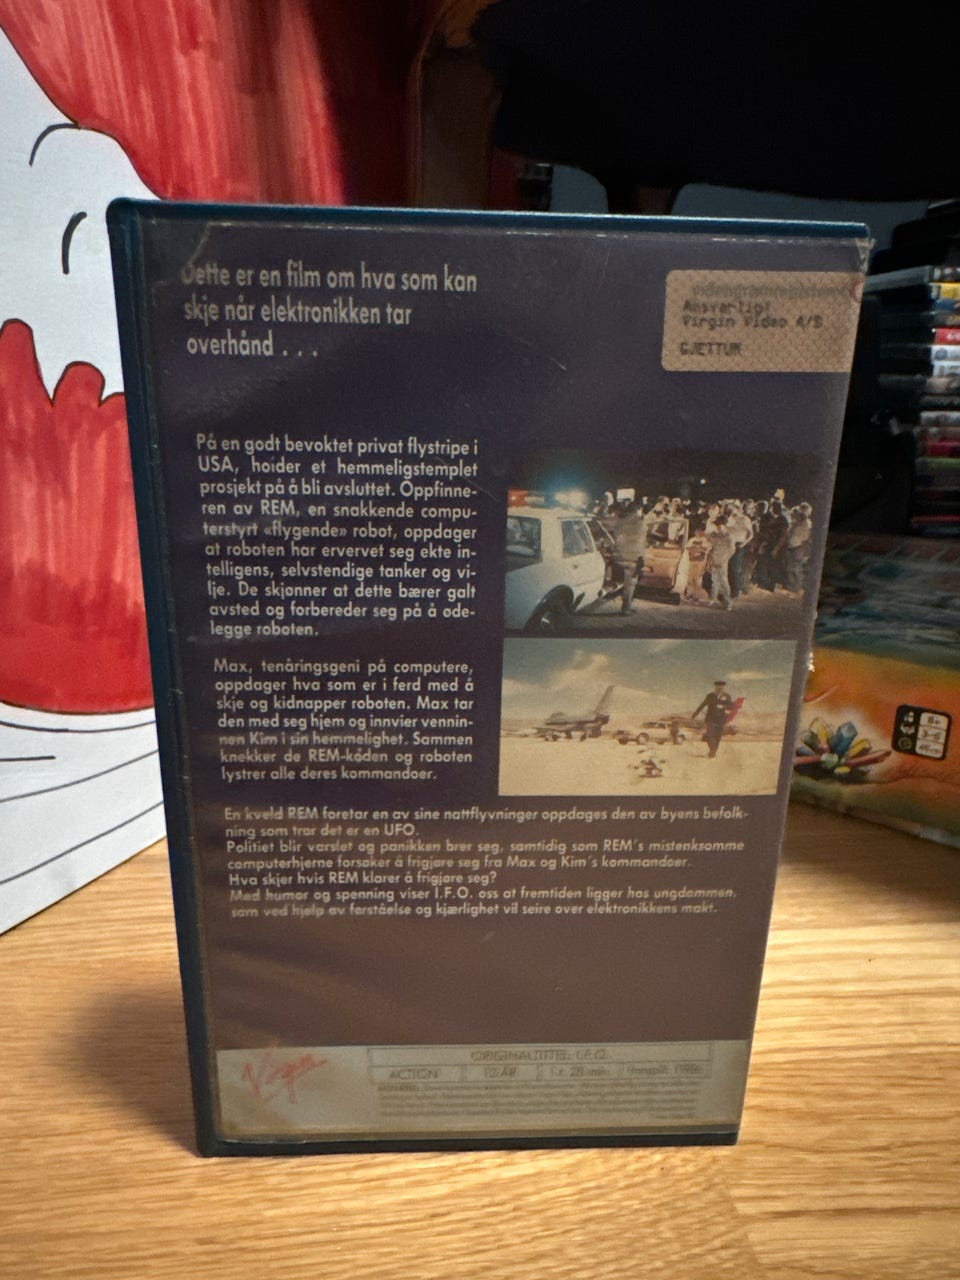 Dette er en film om hva som kan
skje når elektronikken tar
overhånd . . .
Ansvarlig:
Virgin Video A/S
GJETTUM
På en godt bevoktet privat flystripe i
USA, hoider et hemmeligstemplet
prosjekt på å bli avsluttet. Oppfinne-
ren av REM, en snakkende compu-
terstyrt «flygende» robot, oppdager
at roboten har ervervet seg ekte in-
telligens, selvstendige tanker og vi-
lje. De skjønner at dette bærer galt
avsted og forbereder seg på å øde-
legge roboten.
Max, tenåringsgeni på computere,
oppdager hva som er i ferd med å
skje og kidnapper roboten. Max tar
den med seg hjem og innvier vennin-
nen Kim i sin hemmelighet. Sammen
knekker de REM-koden og roboten
lystrer alle deres kommandoer.
En kveld REM foretar en av sine nattflyvninger oppdages den av byens befolk-
ning som tror det er en UFO.
Politiet blir varslet og panikken brer seg, samtidig som REM's mistenksomme
computerhjerne forsøker å frigjøre seg fra Max og Kim's kommandoer.
Hva skjer hvis REM klarer å frigjøre seg?
Med humor og spenning viser I.F.O. oss at fremtiden ligger hos ungdommen,
som ved hjelp av forståelse og kjærlighet vil seire over elektronikkens makt.
Virgin
ORIGINALTITTEL: I.F.O.
ACTION
12 ÅR
28 min.
Innspilt